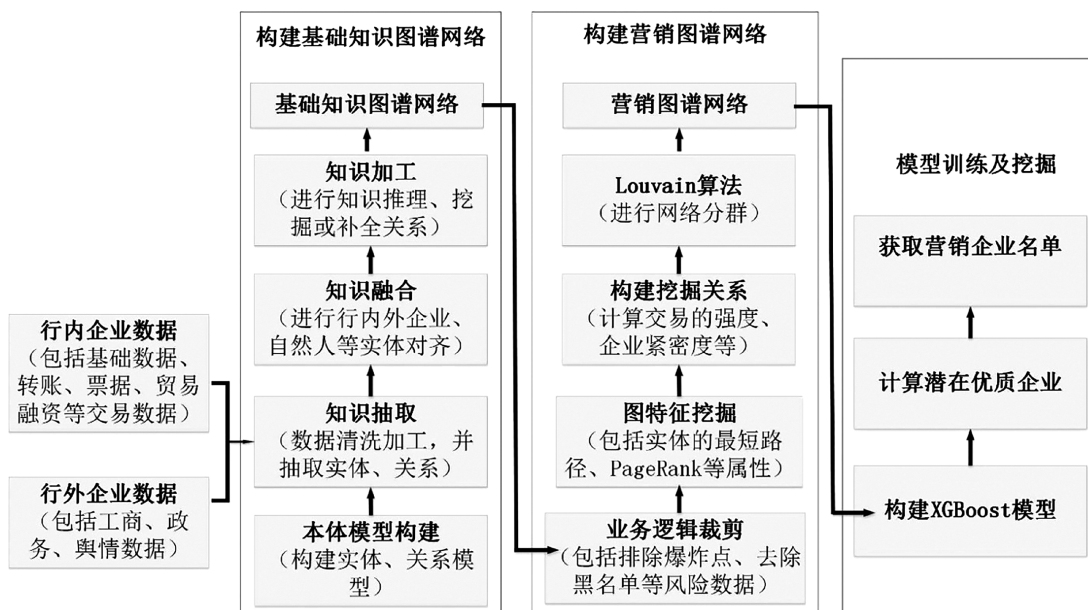 行内企业数据
（包括基础数据、
转账、票据、贸易
融资等交易数据）
行外企业数据
（包括工商、政
务、舆情数据）
构建基础知识图谱网络
基础知识图谱网络
知识加工
（进行知识推理、挖
掘或补全关系）
知识融合
（进行行内外企业、
自然人等实体对齐）
知识抽取
（数据清洗加工，并
抽取实体、关系）
本体模型构建
（构建实体、关系模
型）
构建营销图谱网络
营销图谱网络
Louvain算法
（进行网络分群）
构建挖掘关系
（计算交易的强度、
企业紧密度等）
图特征挖掘
（包括实体的最短路
径、PageRank等属性）
业务逻辑裁剪
（包括排除爆炸点、去除
黑名单等风险数据）
模型训练及挖掘
获取营销企业名单
计算潜在优质企业
构建XGBoost模型